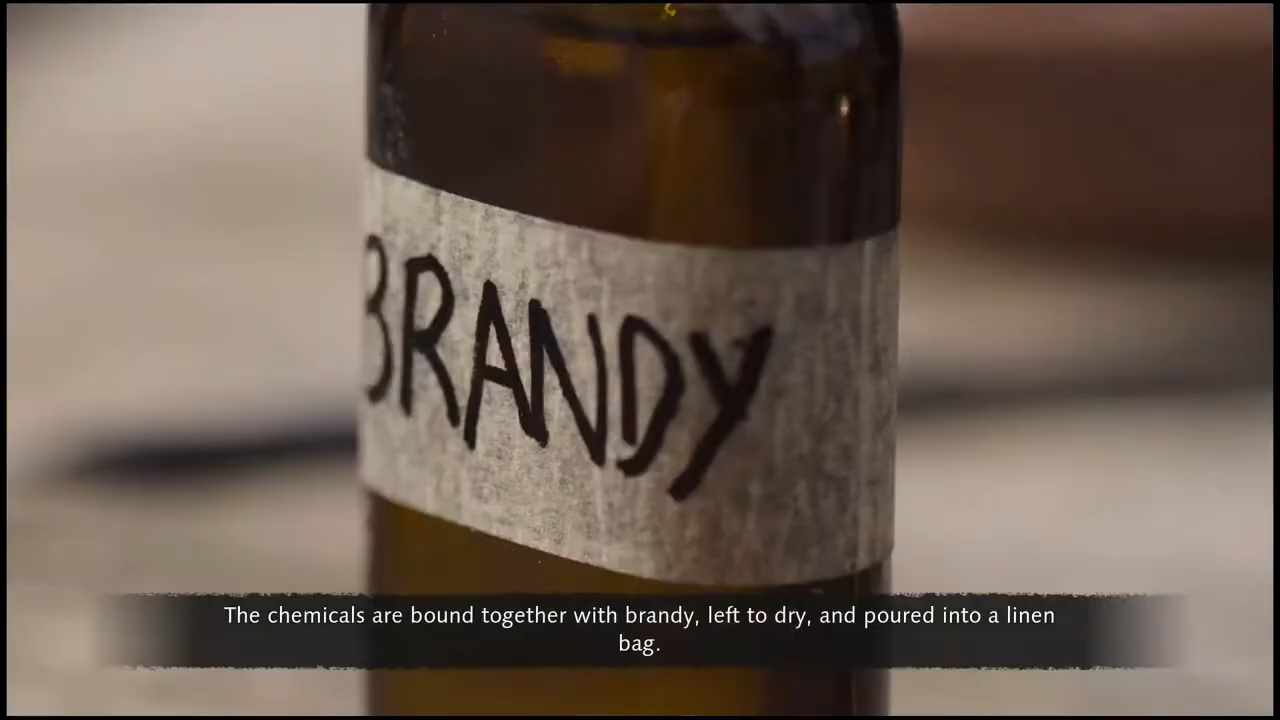 BRANDY
The chemicals are bound together with brandy, left to dry, and poured into a linen
bag.